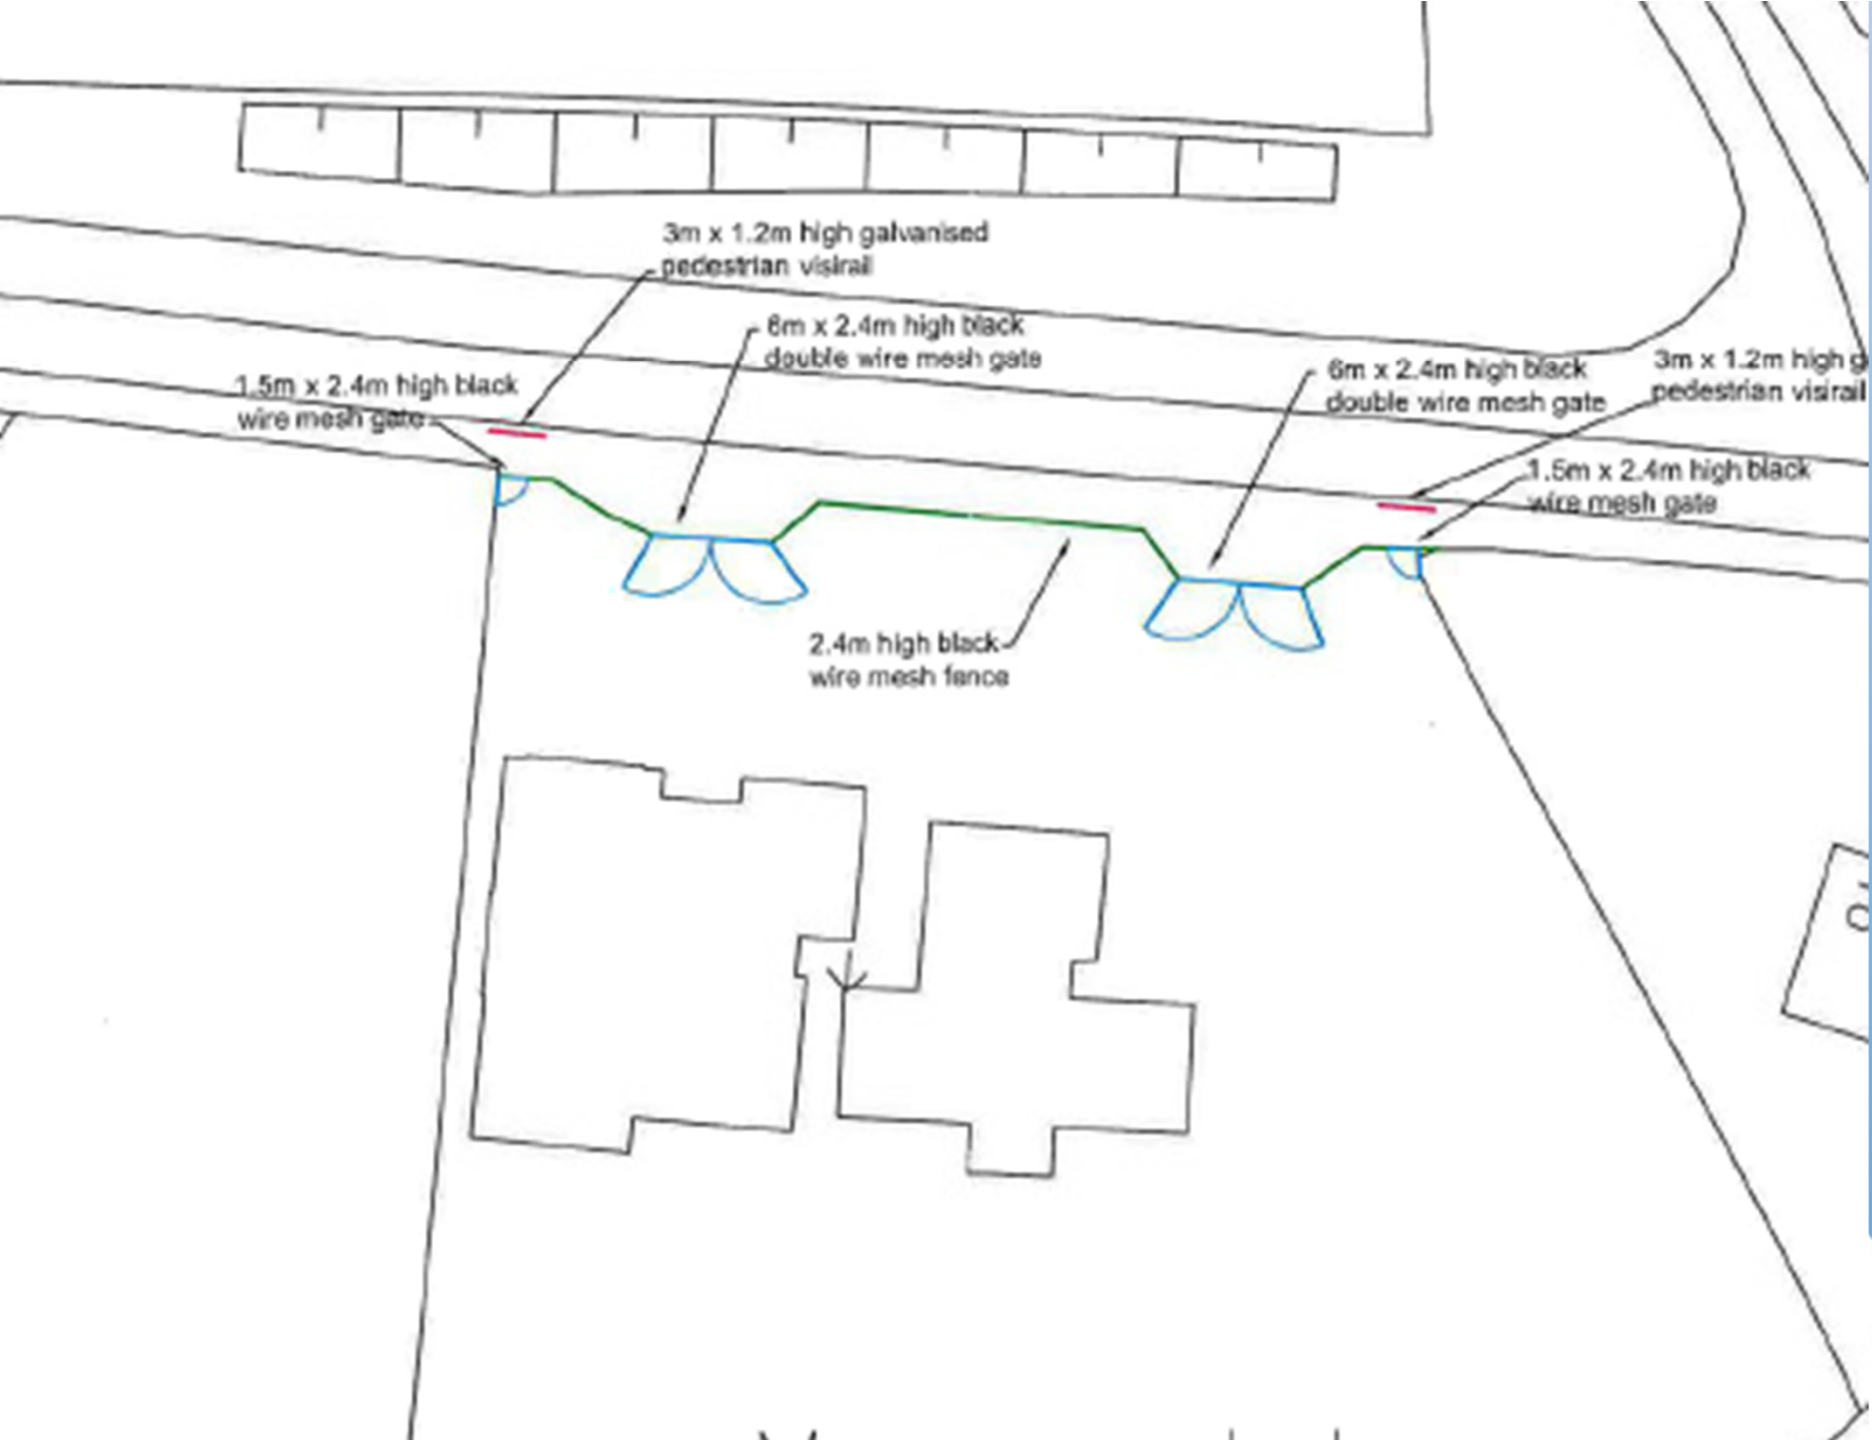 3m x 1.2m high galvanised
pedestrian visirail
6m x 2.4m high black
double wire mesh gate
1.5m x 2.4m high black
wire mesh gate
6m x 2.4m high black
double wire mesh gate
3m x 1.2m high
pedestrian visirail
1.5m x 2.4m high black
wire mesh gate
2.4m high black
wire mesh fence